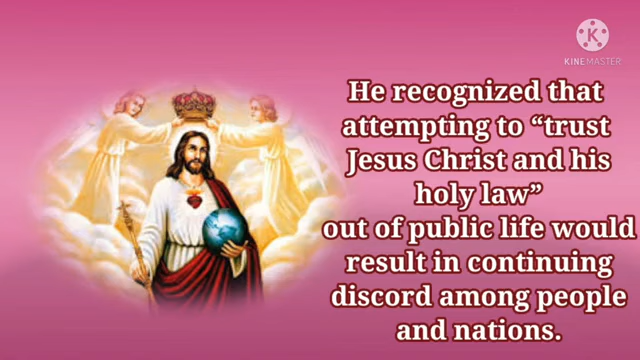 KINEMASTER
He recognized that
attempting to “trust
Jesus Christ and his
holy law”
out of public life would
result in continuing
discord among people
and nations.